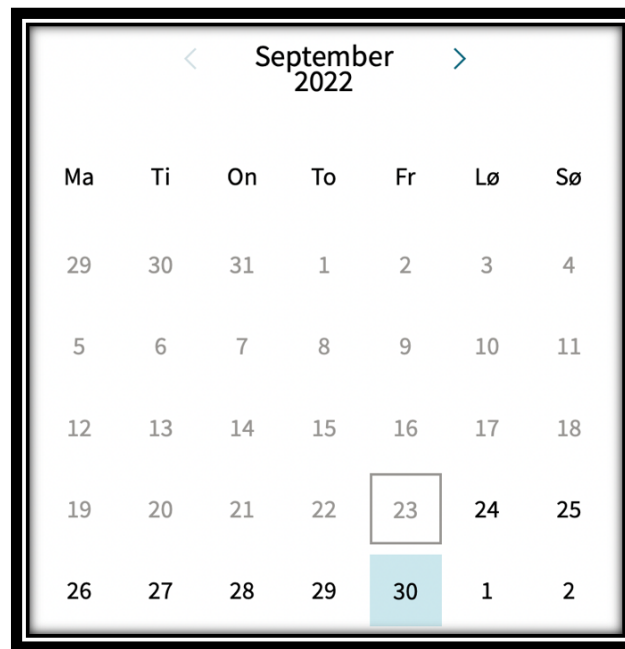 September
2022
Ma Ti On To Fr Lø Sø
29 30 31 1 2 3 4
5 6 7 8 9 10 11
12 13 14 15 16 17 18
19 20 21 22 23 24 25
26 27 28 29 30 1 2